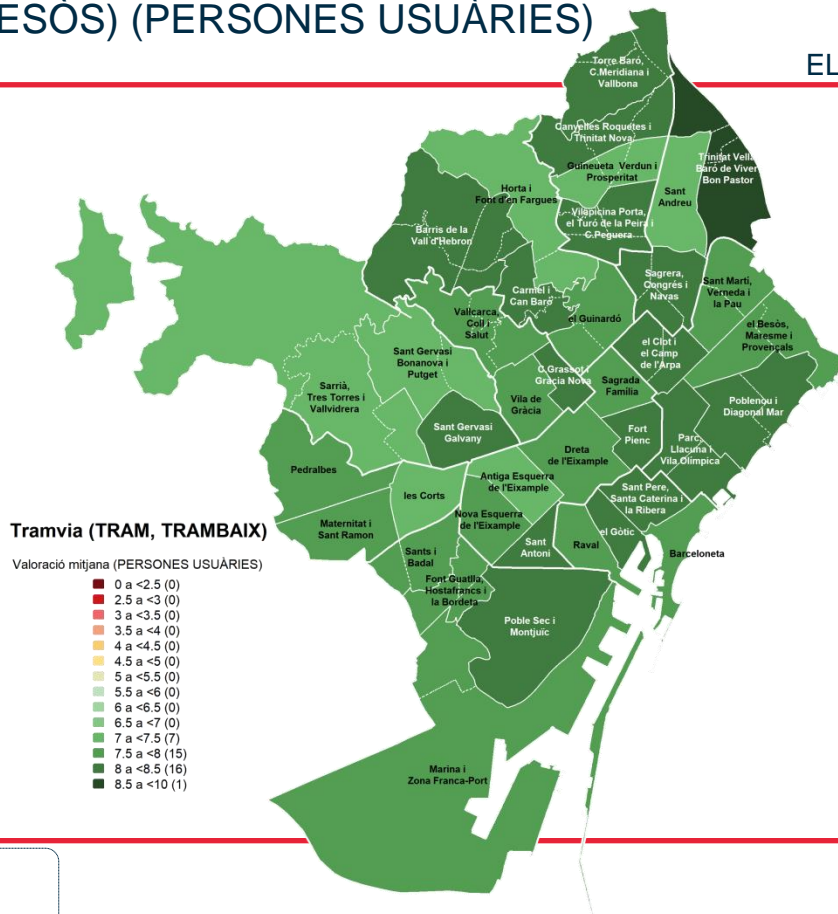 ESÒS) (PERSONES USUÀRIES)
EL
Torre Baró,
C.Meridiana i
Vallbona
Canyelles Roquetes i
Trinitat Nova
Guineueta Verdun i
Prosperitat
Trinitat Vella
Baró de Viver
Bon Pastor
Horta i
Font d'en Fargues
Sant
Andreu
Vilapicina Porta,
el Turó de la Peira i
C.Peguera
Barris de la
Vall d'Hebron
Carmel i
Can Baró
Sagrera,
Congrés i
Navas
Sant Martí,
Verneda i
la Pau
Vallcarca,
Coll i
Salut
el Guinardó
el Besòs,
Maresme i
Provençals
Sant Gervasi
Bonanova i
Putget
el Clot i
el Camp
de l'Arpa
C.Grassot i
Gràcia Nova
Sarrià,
Tres Torres i
Vallvidrera
Sagrada
Família
Vila de
Gràcia
Poblenou i
Diagonal Mar
Sant Gervasi
Galvany
Fort
Pienc
Parc,
Llacuna i
Vila Olímpica
Dreta
de l'Eixample
Pedralbes
Antiga Esquerra
de l'Eixample
les Corts
Sant Pere,
Santa Caterina i
la Ribera
Maternitat i
Sant Ramon
Nova Esquerra
de l'Eixample
el Gòtic
Sant
Antoni
Raval
Barceloneta
Sants i
Badal
Font Guatlla,
Hostafrancs i
la Bordeta
Poble Sec i
Montjuïc
Marina i
Zona Franca-Port
Tramvia (TRAM, TRAMBAIX)
Valoració mitjana (PERSONES USUÀRIES)
0 a <2.5 (0)
2.5 a <3 (0)
3 a <3.5 (0)
3.5 a <4 (0)
4 a <4.5 (0)
4.5 a <5 (0)
5 a <5.5 (0)
5.5 a <6 (0)
6 a <6.5 (0)
6.5 a <7 (0)
7 a <7.5 (7)
7.5 a <8 (15)
8 a <8.5 (16)
8.5 a <10 (1)